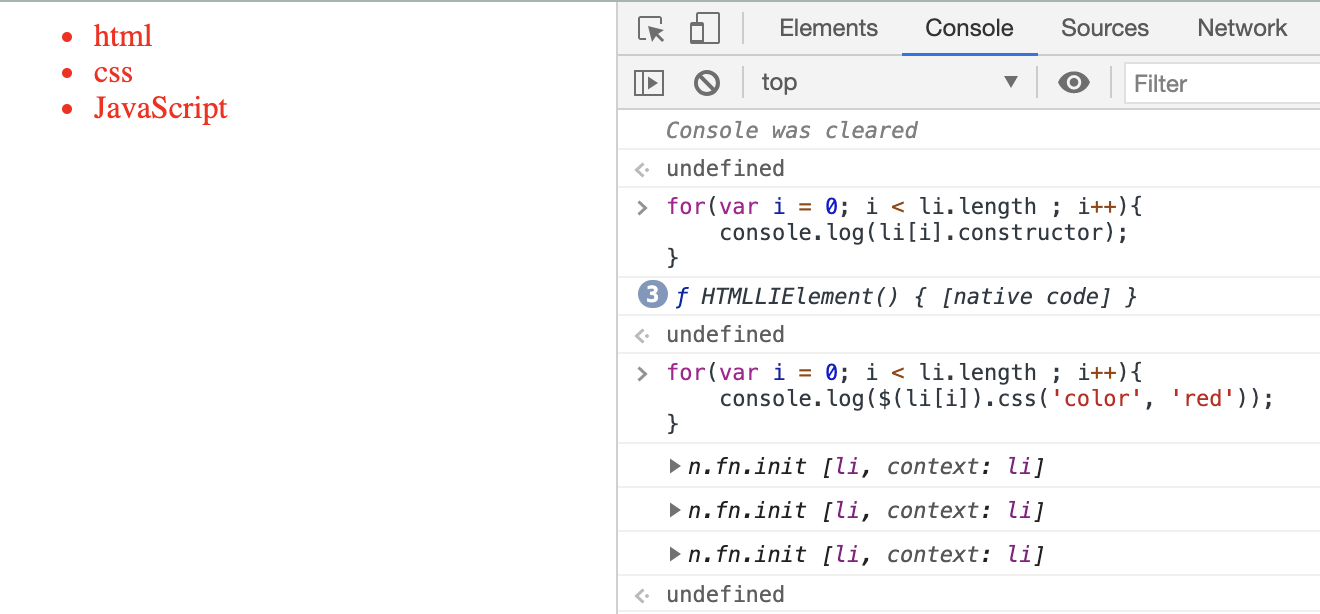 html
css
JavaScript
Elements Console Sources Network
top Filter
Console was cleared
undefined
for(var i = 0; i < li.length ; i++){
console.log(li[i].constructor);
}
3 ƒ HTMLLIElement() { [native code] }
undefined
for(var i = 0; i < li.length ; i++){
console.log($(li[i]).css('color', 'red'));
}
n.fn.init [li, context: li]
n.fn.init [li, context: li]
n.fn.init [li, context: li]
undefined